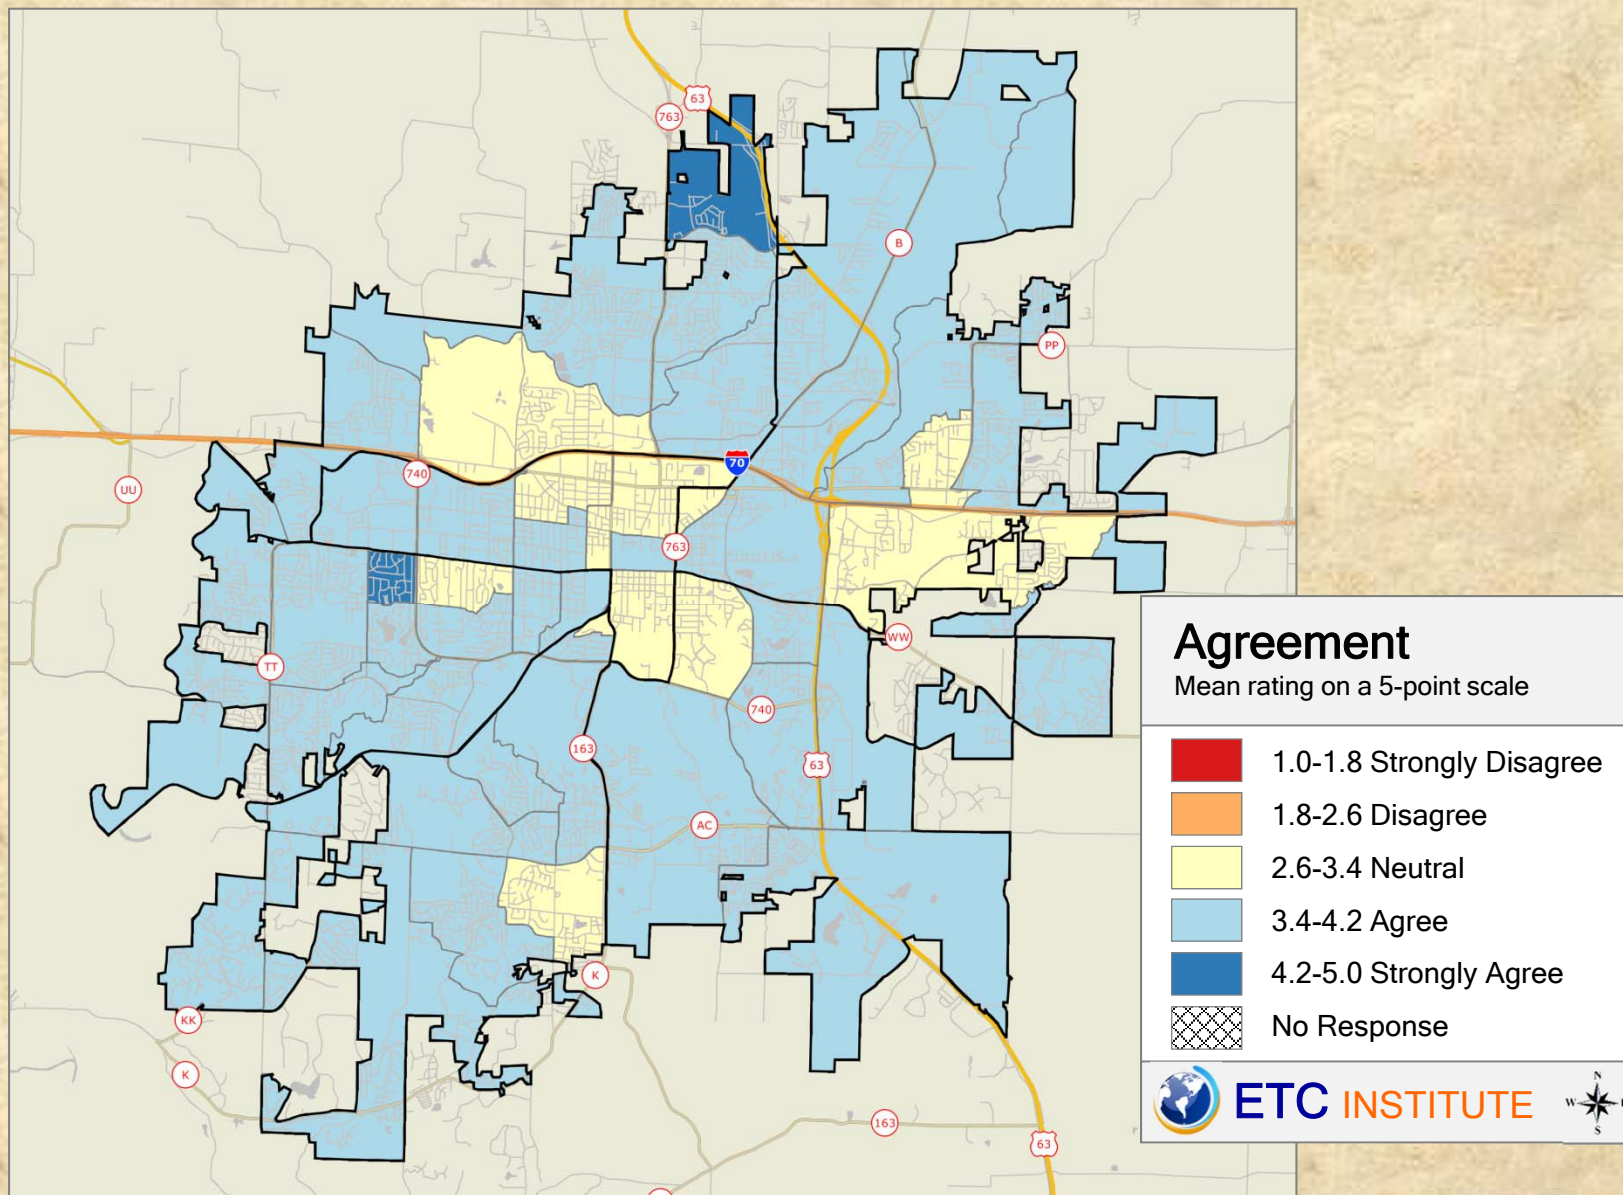 63
763
B
PP
70
740
UU
763
WW
TT
740
163
63
AC
K
KK
K
163
63
Agreement
Mean rating on a 5-point scale
1.0-1.8 Strongly Disagree
1.8-2.6 Disagree
2.6-3.4 Neutral
3.4-4.2 Agree
4.2-5.0 Strongly Agree
No Response
ETC INSTITUTE
N
W
S